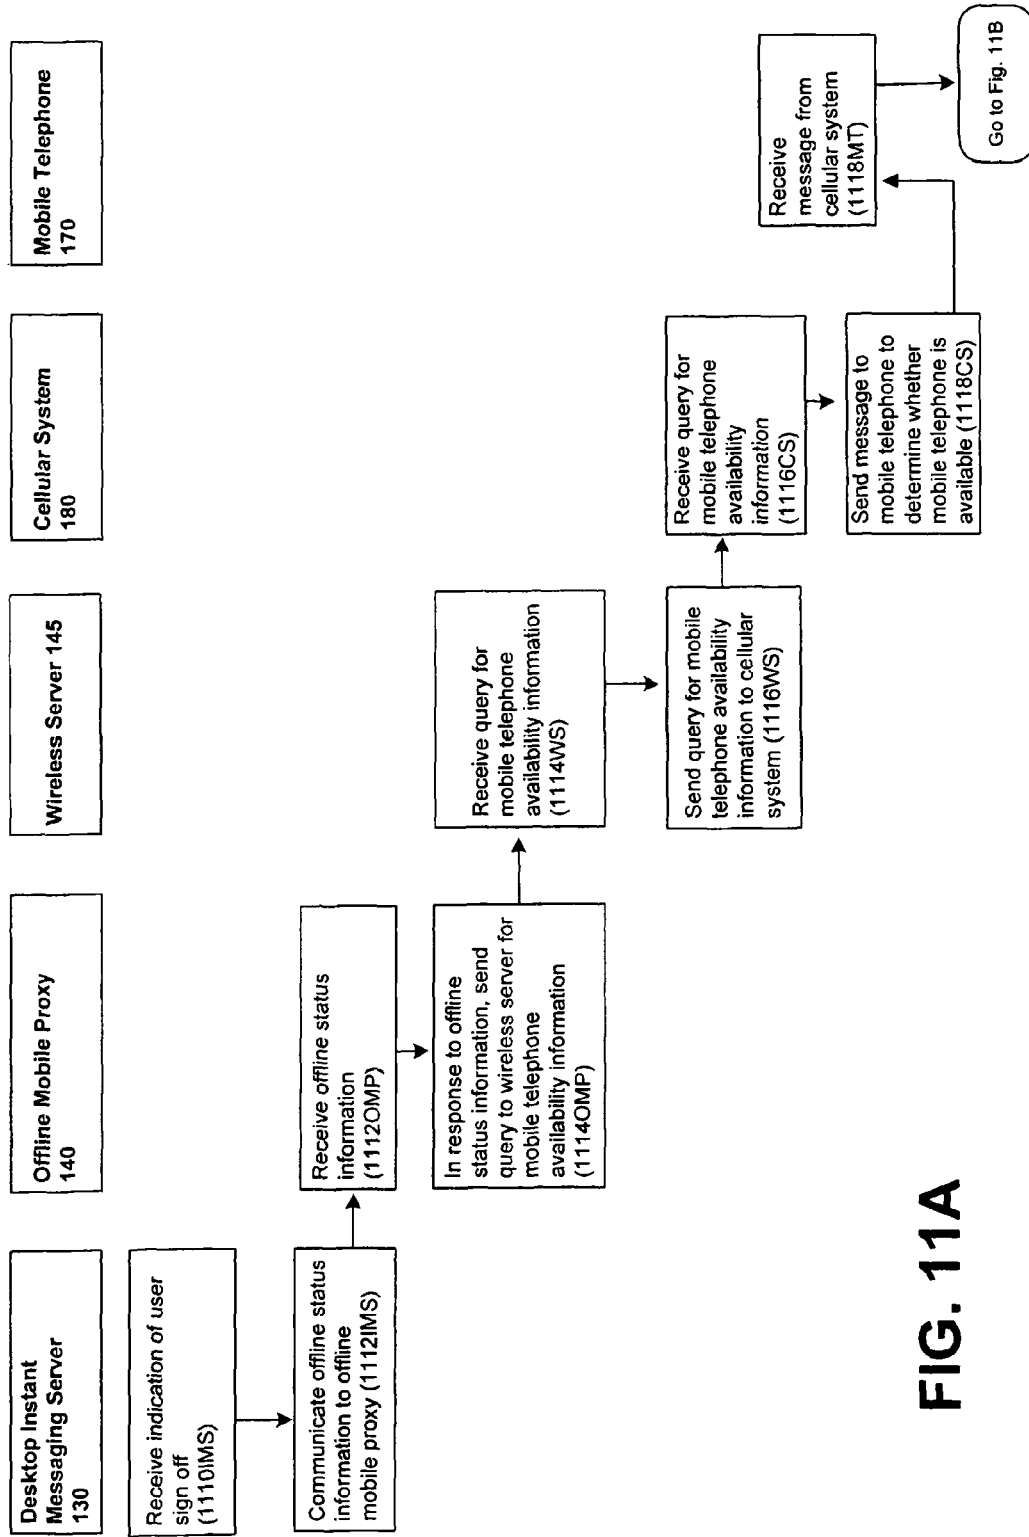 Desktop Instant
Messaging Server
130
Offline Mobile Proxy
140
Wireless Server 145
Cellular System
180
Mobile Telephone
170
Receive indication of user
sign off
(1110IMS)
Communicate offline status
information to offline
mobile proxy (1112IMS)
Receive offline status
information
(1112OMP)
In response to offline
status information, send
query to wireless server for
mobile telephone
availability information
(1114OMP)
Receive query for
mobile telephone
availability information
(1114WS)
Send query for mobile
telephone availability
information to cellular
system (1116WS)
Receive query for
mobile telephone
availability
information
(1116CS)
Send message to
mobile telephone to
determine whether
mobile telephone is
available (1118CS)
Receive
message from
cellular system
(1118MT)
Go to Fig. 11B
FIG. 11A